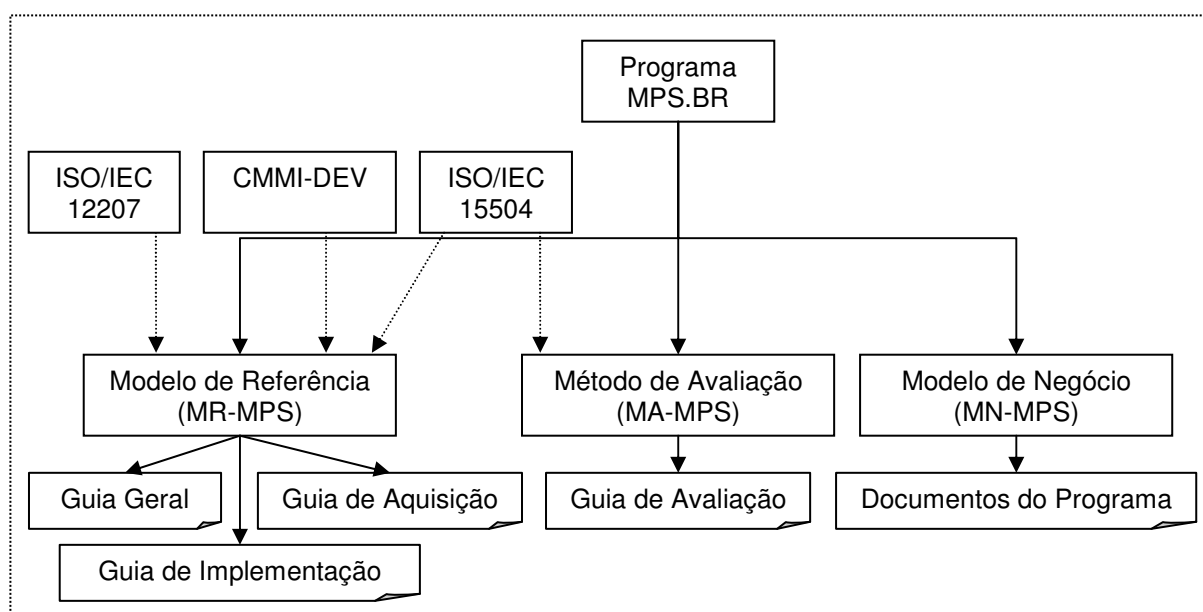 Programa
MPS.BR
ISO/IEC
12207
CMMI-DEV
ISO/IEC
15504
Modelo de Referência
(MR-MPS)
Método de Avaliação
(MA-MPS)
Modelo de Negócio
(MN-MPS)
Guia Geral
Guia de Aquisição
Guia de Avaliação
Documentos do Programa
Guia de Implementação